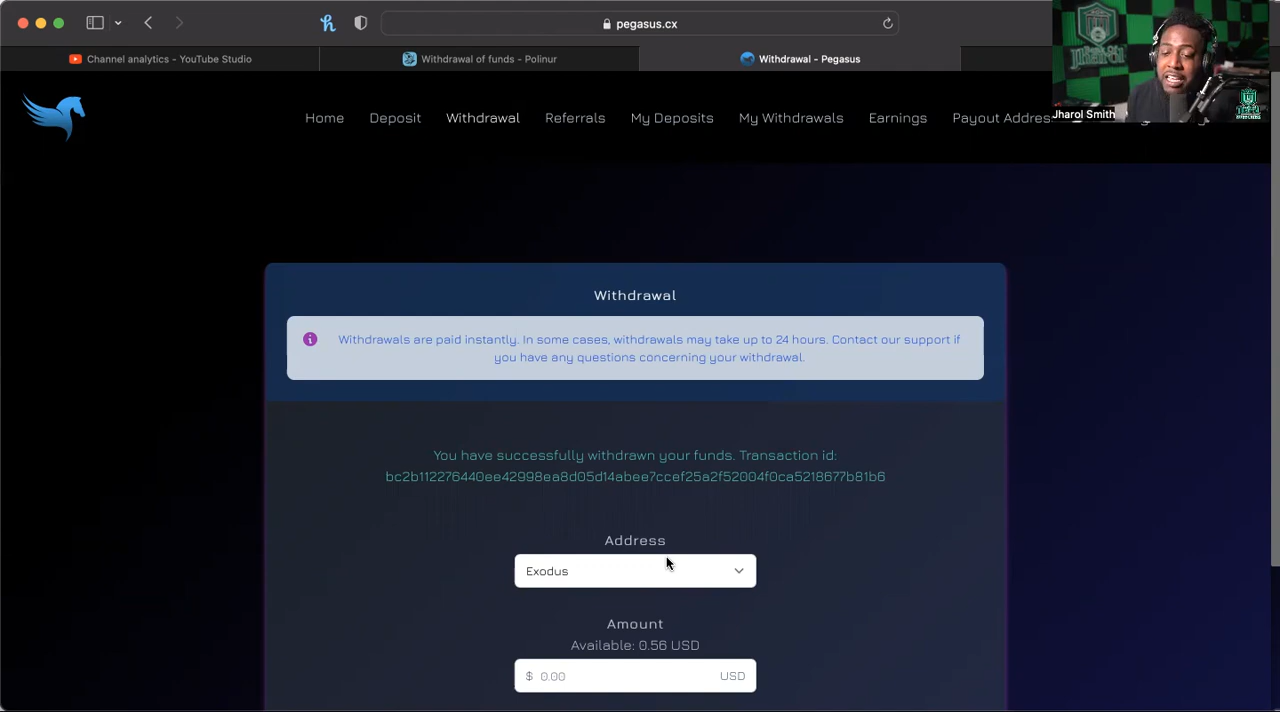 pegasus.cx
Channel analytics - YouTube Studio
Withdrawal of funds - Polinur
Withdrawal - Pegasus
Jharol Smith
Home
Deposit
Withdrawal
Referrals
My Deposits
My Withdrawals
Earnings
Payout
Withdrawal
Withdrawals are paid instantly. In some cases, withdrawals may take up to 24 hours. Contact our support if
you have any questions concerning your withdrawal.
You have successfully withdrawn your funds. Transaction id:
bc2b112276440ee42998ea8d05d14abee7ccef25a2f52004f0ca5218677b81b6
Address
Exodus
Amount
Available: 0.56 USD
$ 0.00 USD